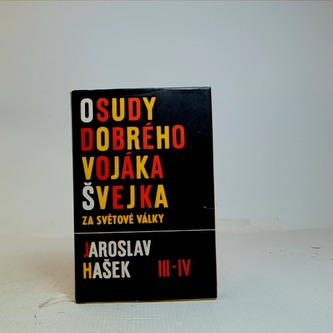 OSUDY
DOBRÉHO
VOJÁKA
ŠVEJKA
ZA SVĚTOVÉ VÁLKY
JAROSLAV
HAŠEK III-IV